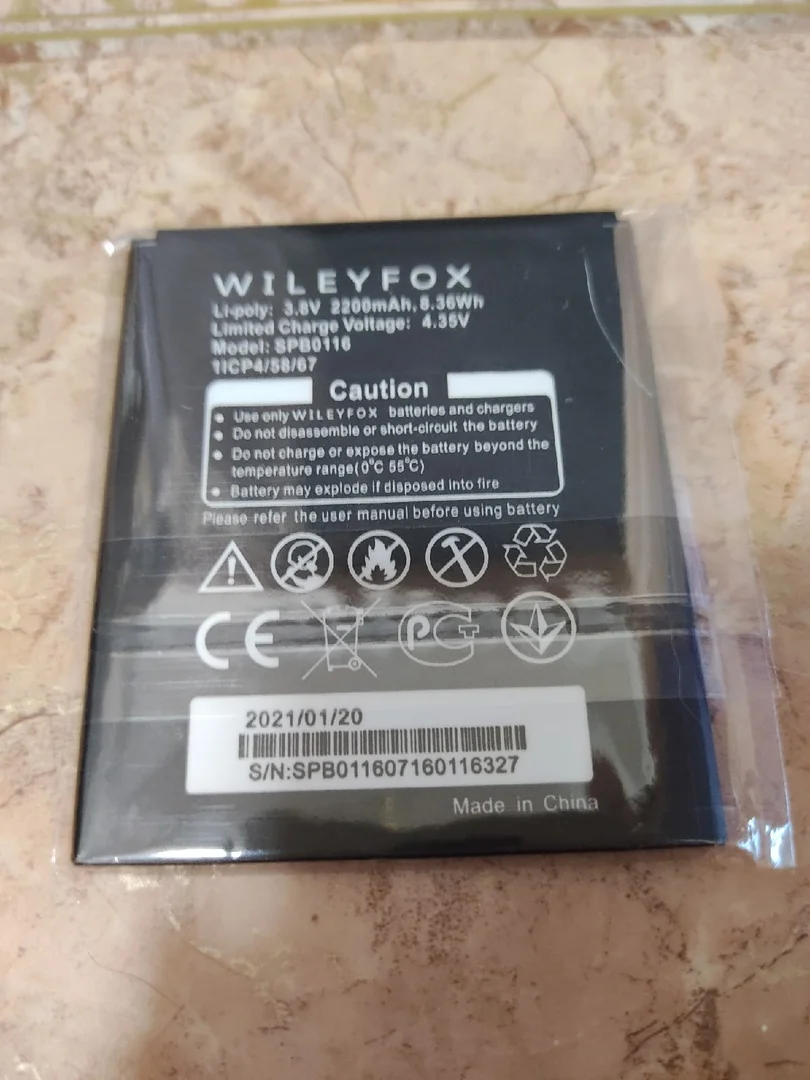 WILEYFOX
Li-poly: 3.8V 2200mAh, 8.36Wh
Limited Charge Voltage: 4.35V
Model: SPB0116
1ICP4/58/67
Caution
• Use only WILEYFOX batteries and chargers
• Do not disassemble or short-circuit the battery
• Do not charge or expose the battery beyond the
temperature range(0°C 55°C)
• Battery may explode if disposed into fire
Please refer the user manual before using battery
CE
PCT
2021/01/20
S/N:SPB011607160116327
Made in China